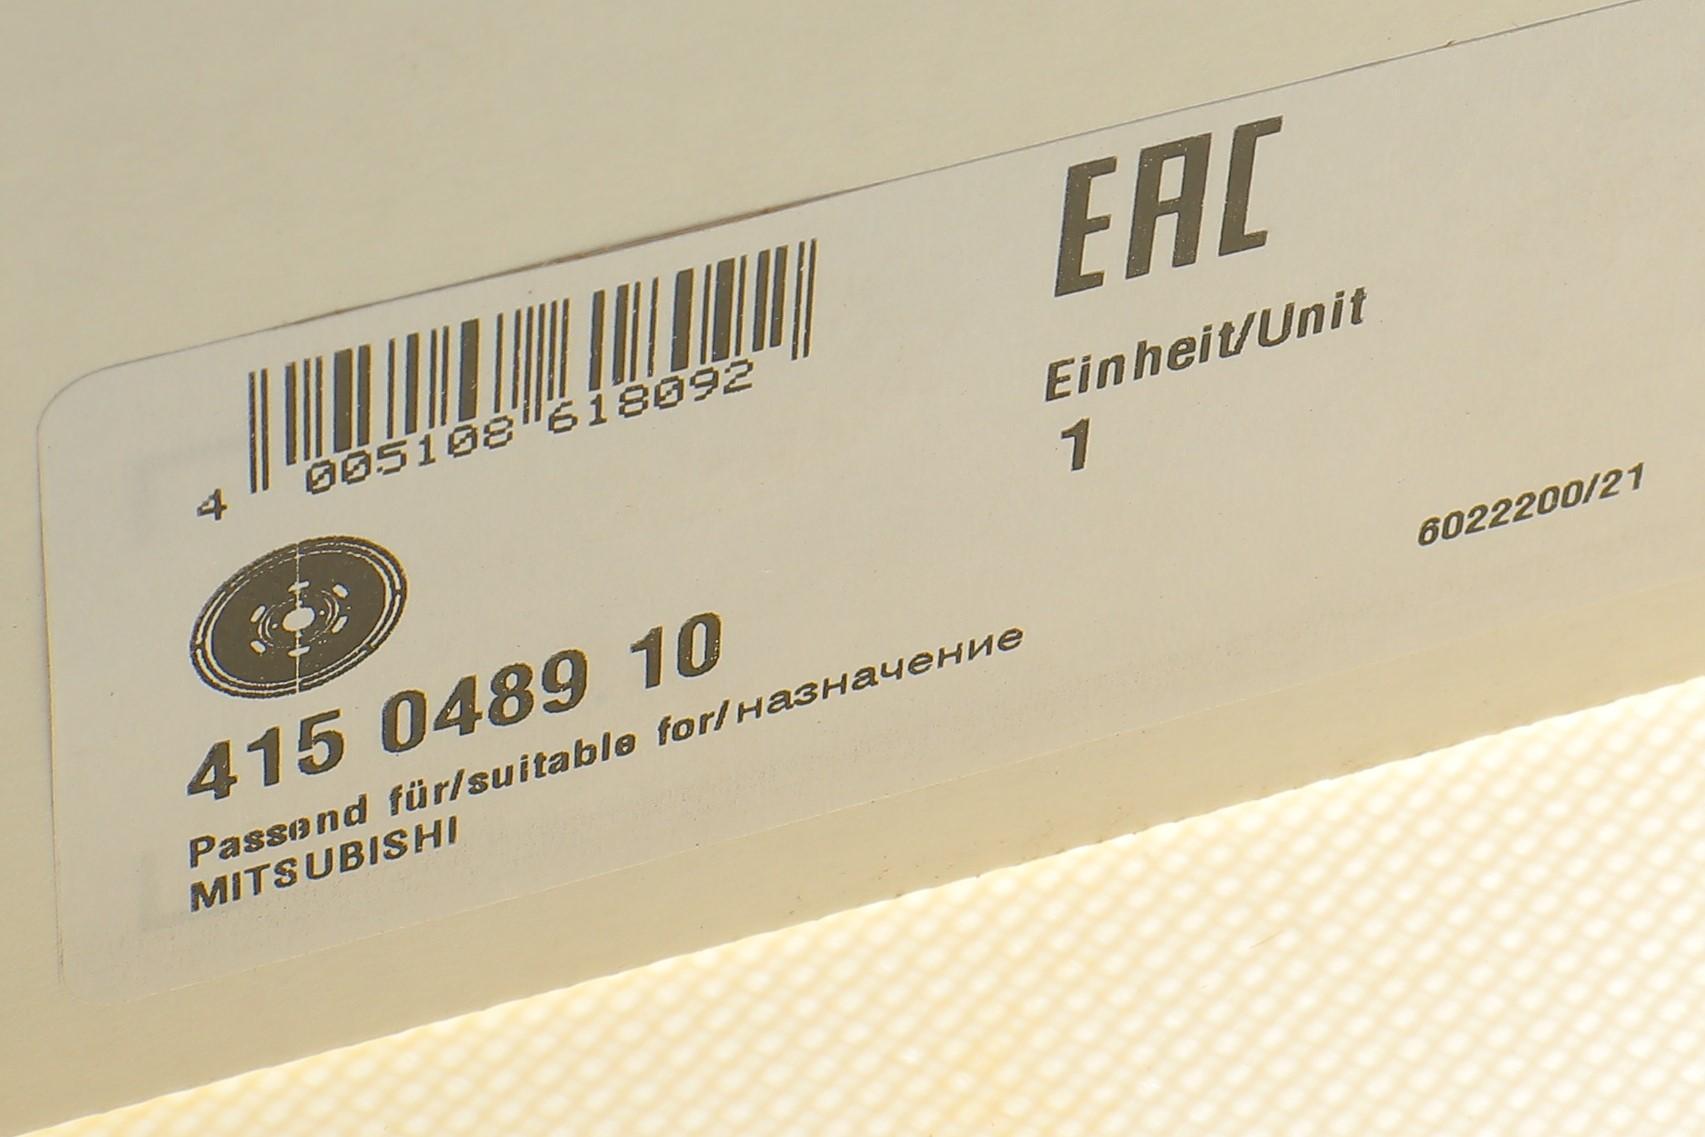 EAC
4 005108 618092
Einheit/Unit
1
6022200/21
415 0489 10
Passend für/suitable for/назначение
MITSUBISHI